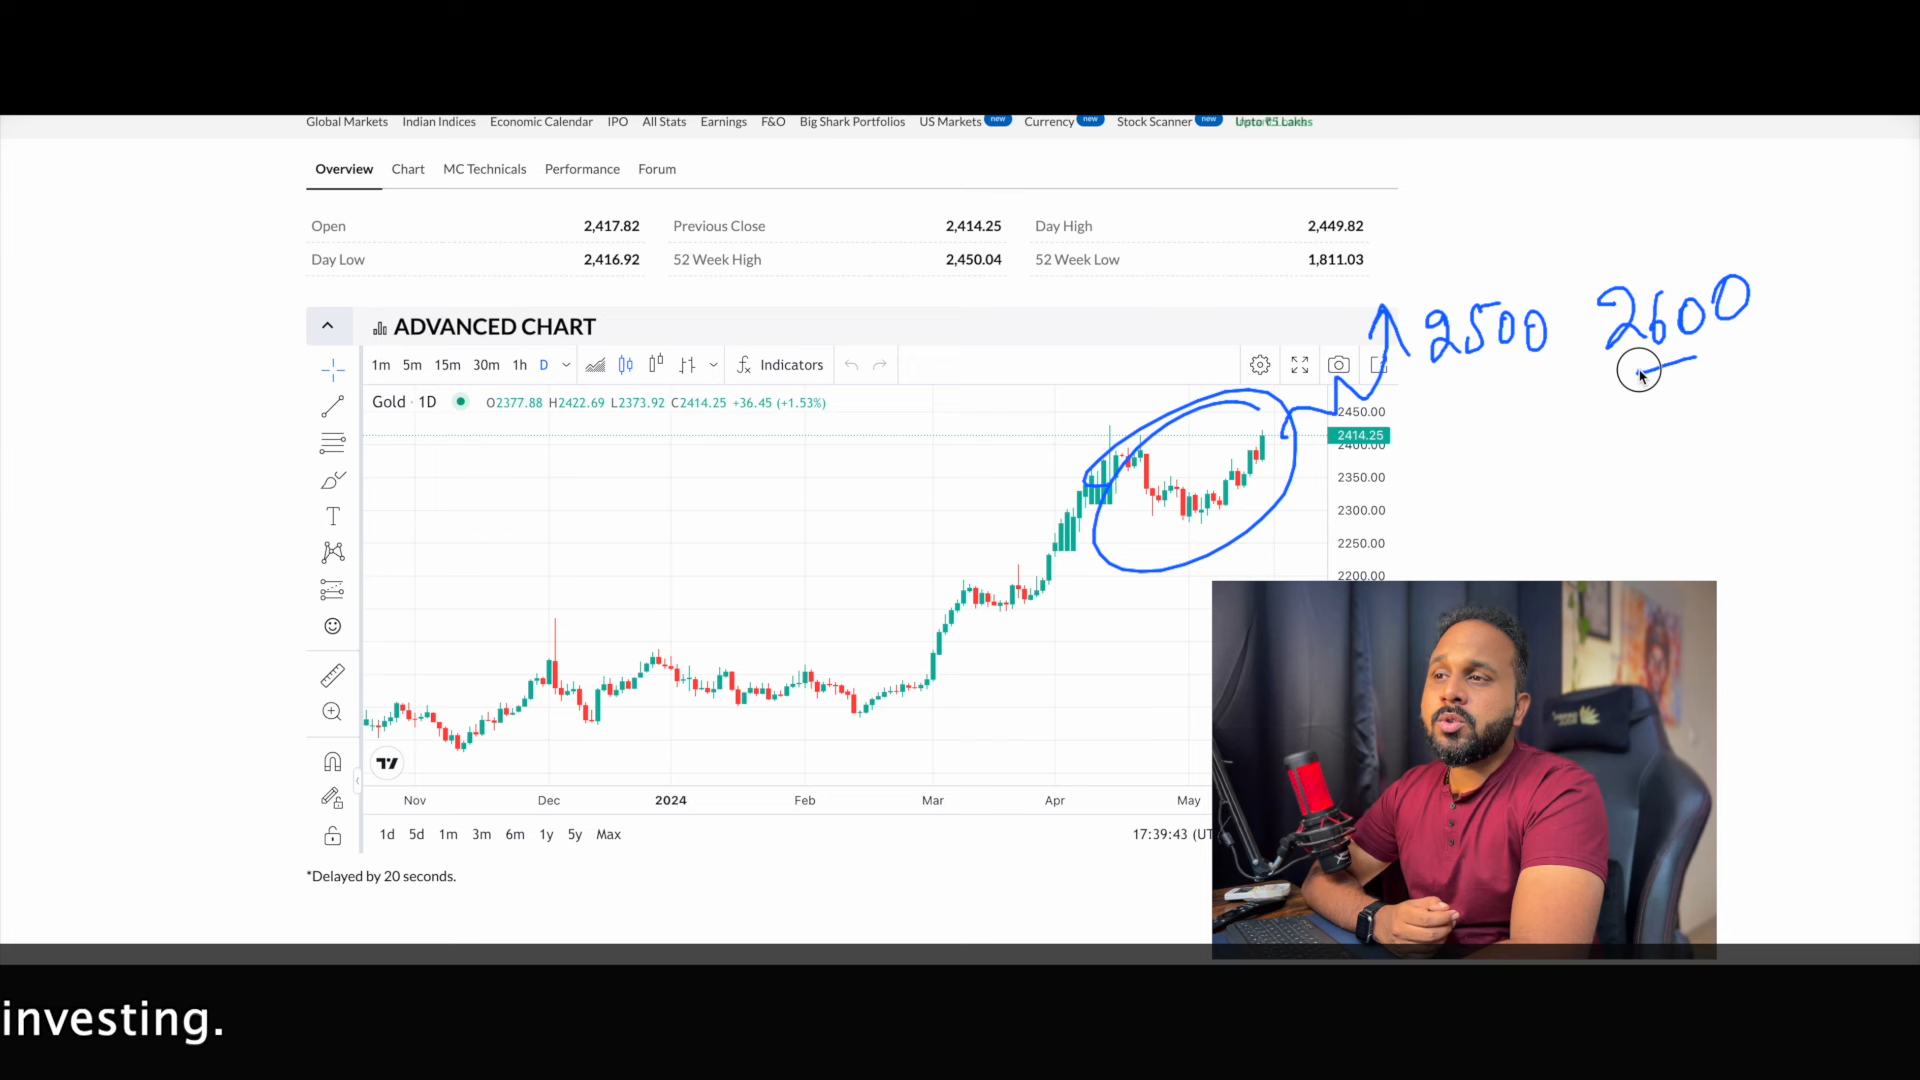 Global Markets Indian Indices Economic Calendar IPO All Stats Earnings F&O Big Shark Portfolios US Markets new Currency new Stock Scanner new
Overview Chart MC Technicals Performance Forum
Open 2,417.82 Previous Close 2,414.25 Day High 2,449.82
Day Low 2,416.92 52 Week High 2,450.04 52 Week Low 1,811.03
ADVANCED CHART
2500 2600
1m 5m 15m 30m 1h D Indicators
Gold · 1D O2377.88 H2422.69 L2373.92 C2414.25 +36.45 (+1.53%)
2450.00
2414.25
2400.00
2350.00
2300.00
2250.00
2200.00
Nov Dec 2024 Feb Mar Apr May
1d 5d 1m 3m 6m 1y 5y Max 17:39:43 (UT
*Delayed by 20 seconds.
investing.